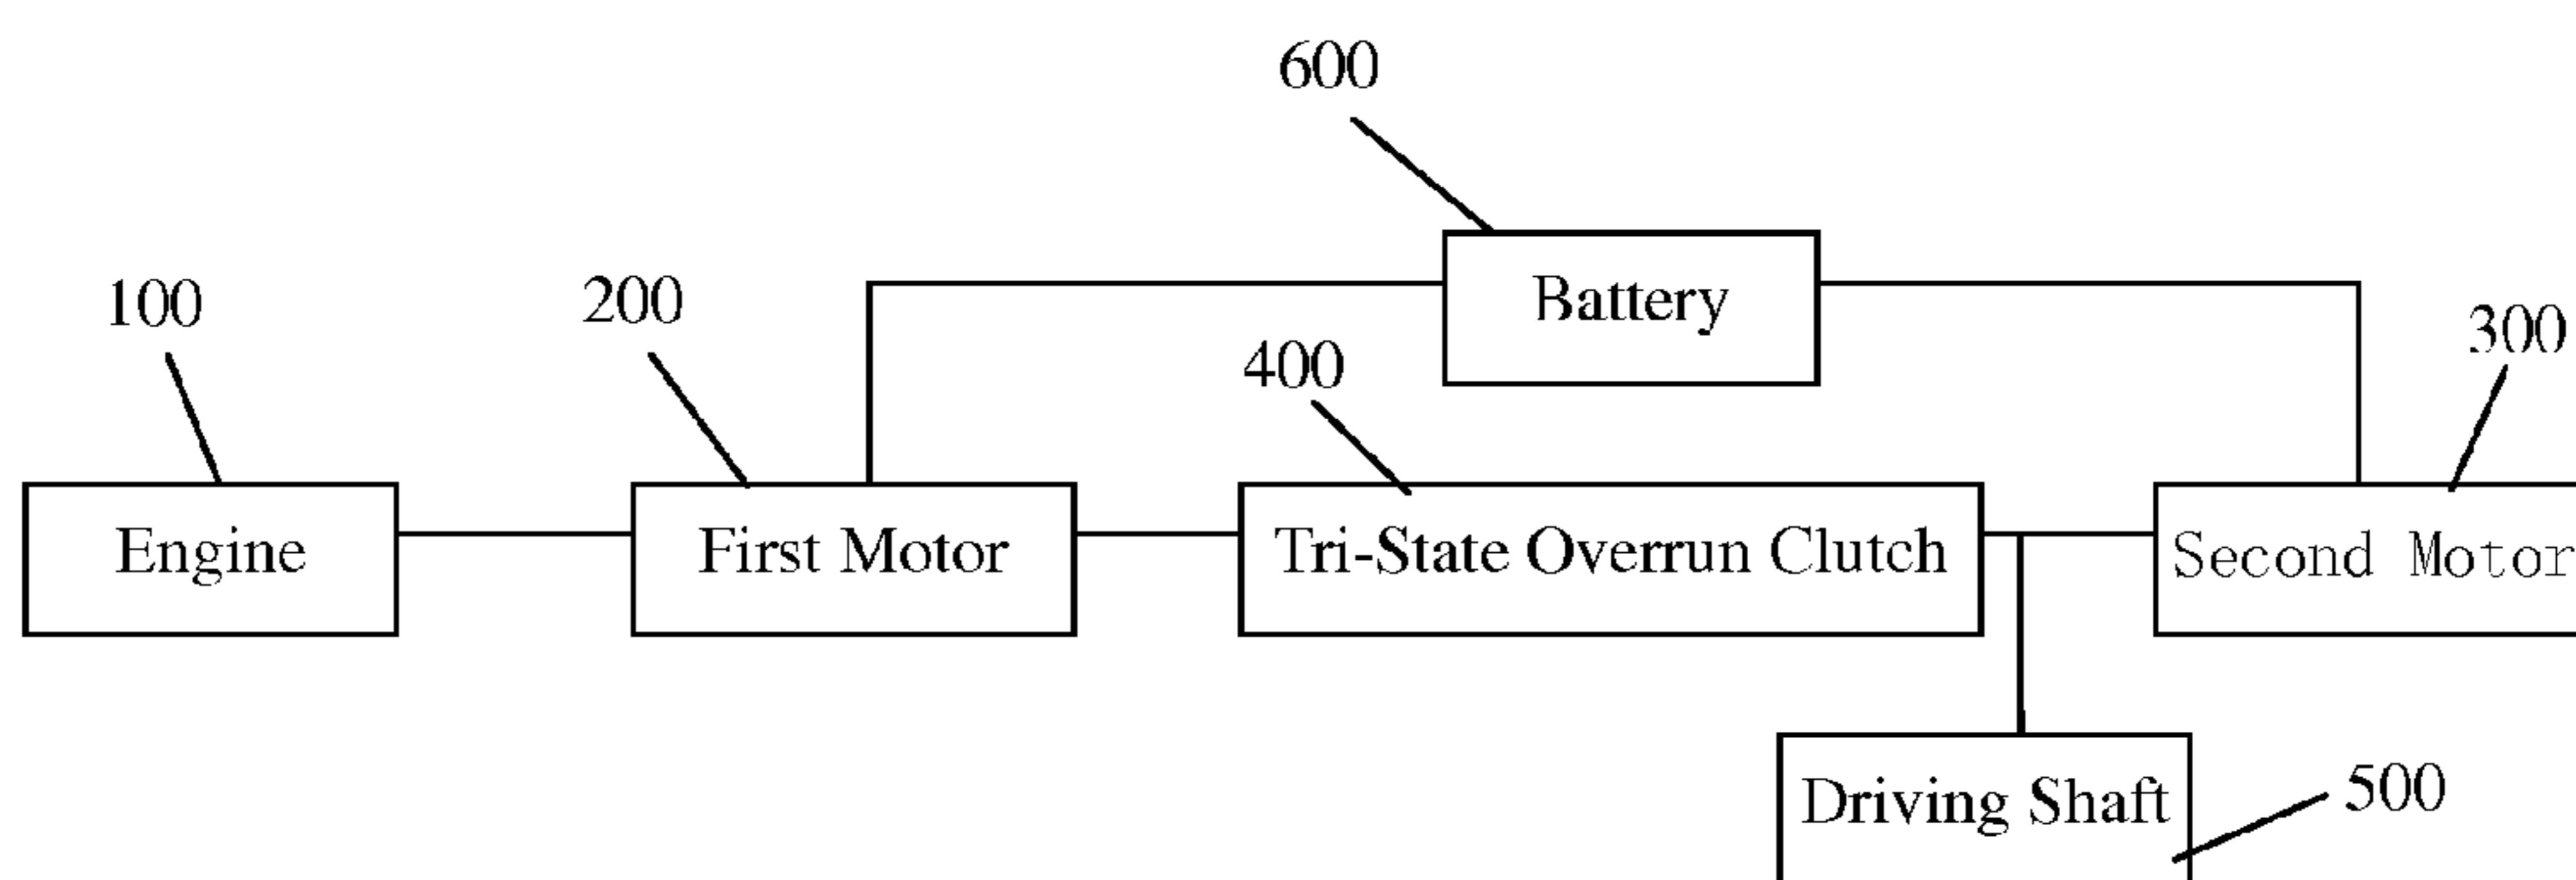 600
Battery
100
200
300
400
Engine
First Motor
Tri-State Overrun Clutch
Second Motor
Driving Shaft
500